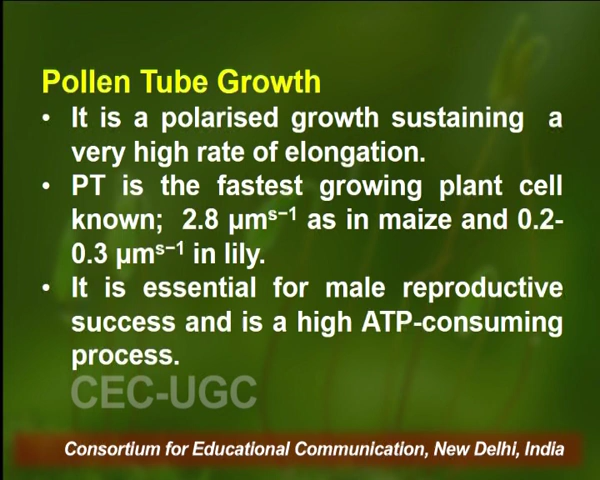 Pollen Tube Growth
• It is a polarised growth sustaining a
very high rate of elongation.
• PT is the fastest growing plant cell
known; 2.8 µmˢ⁻¹ as in maize and 0.2-
0.3 µmˢ⁻¹ in lily.
• It is essential for male reproductive
success and is a high ATP-consuming
process.
CEC-UGC
Consortium for Educational Communication, New Delhi, India